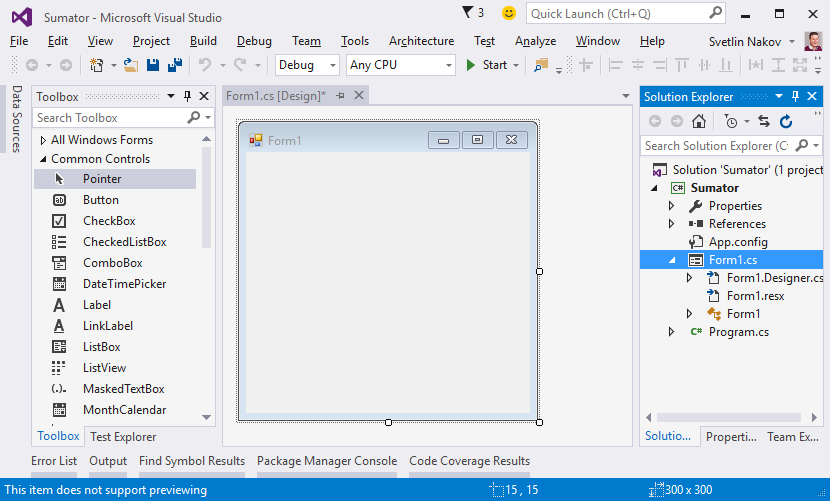 Sumator - Microsoft Visual Studio
3
Quick Launch (Ctrl+Q)
File Edit View Project Build Debug Team Tools Architecture Test Analyze Window Help Svetlin Nakov
Debug Any CPU Start
Data Sources
Toolbox
Search Toolbox
All Windows Forms
Common Controls
Pointer
Button
CheckBox
CheckedListBox
ComboBox
DateTimePicker
Label
LinkLabel
ListBox
ListView
MaskedTextBox
MonthCalendar
Toolbox Test Explorer
Form1.cs [Design]*
Form1
Solution Explorer
Search Solution Explorer (C
Solution 'Sumator' (1 project
Sumator
Properties
References
App.config
Form1.cs
Form1.Designer.cs
Form1.resx
Form1
Program.cs
Solutio... Properti... Team Ex...
Error List Output Find Symbol Results Package Manager Console Code Coverage Results
This item does not support previewing 15 , 15 300 x 300